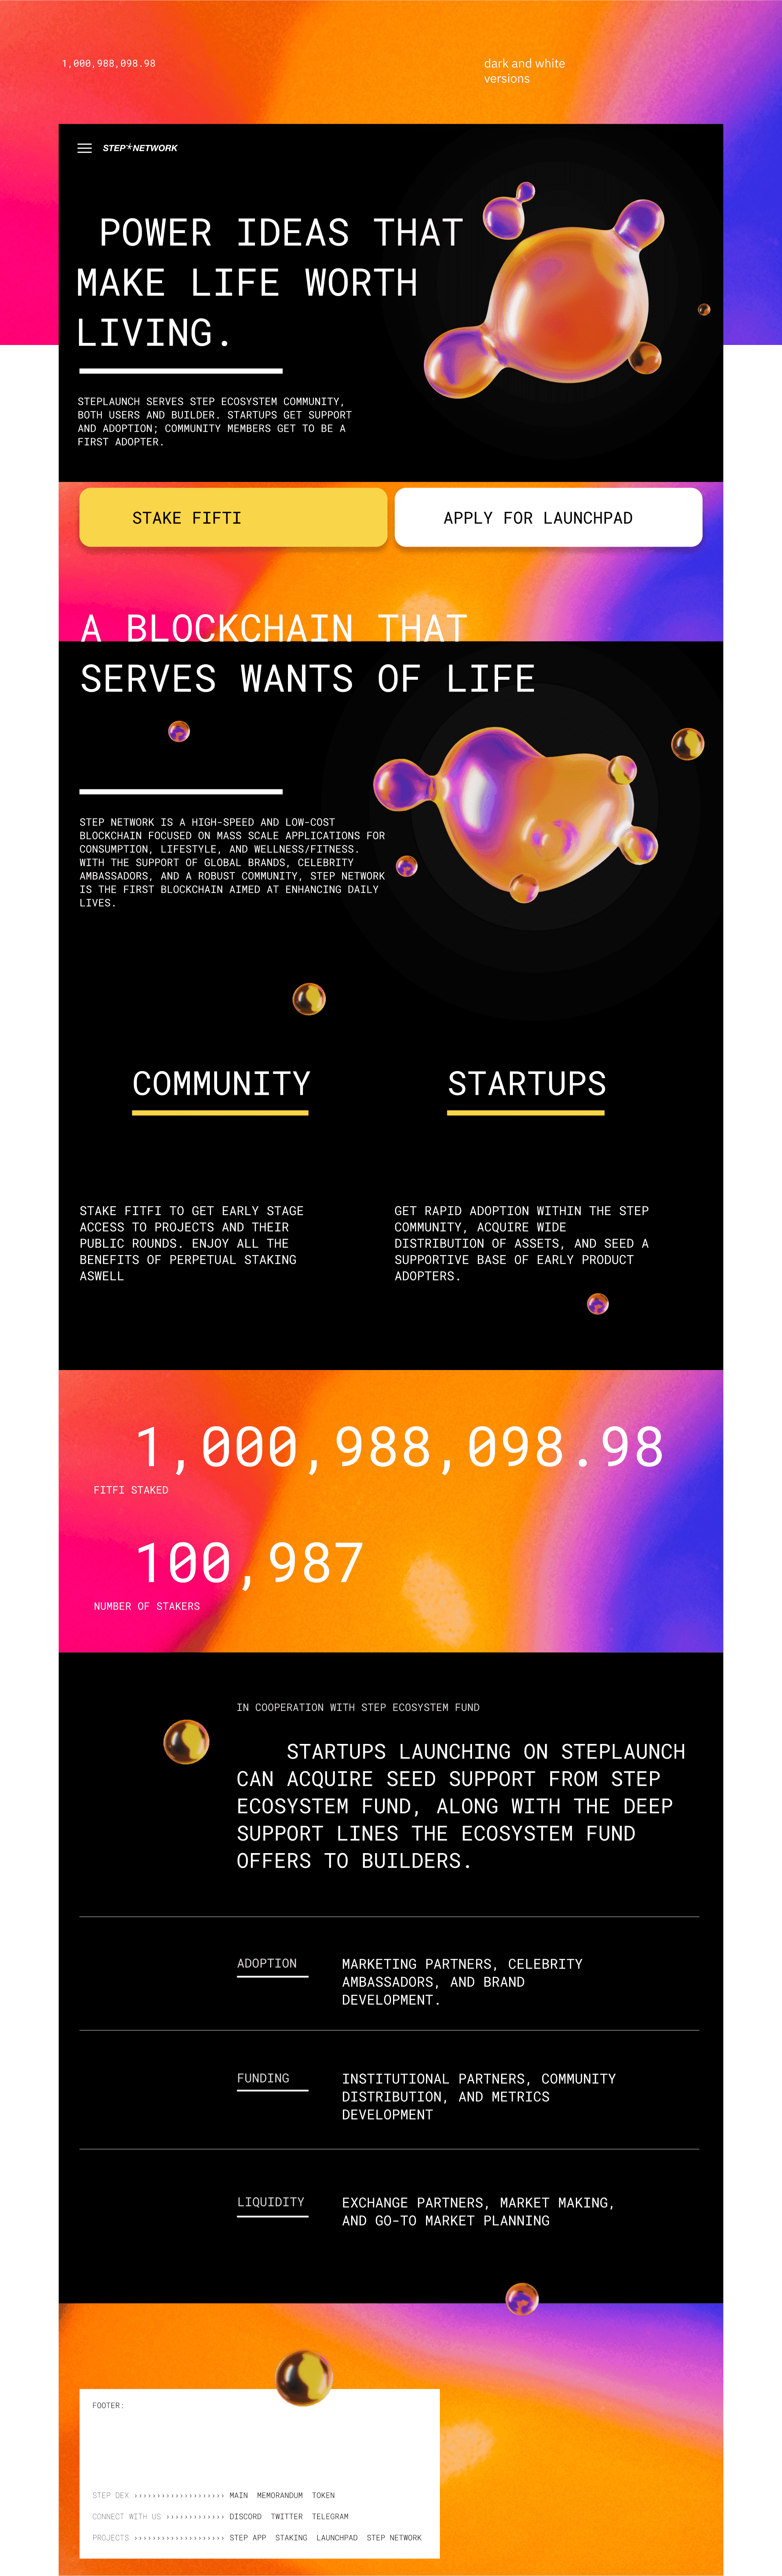 1,000,988,098.98
dark and white
versions
STEP*NETWORK
POWER IDEAS THAT
MAKE LIFE WORTH
LIVING.
STEPLAUNCH SERVES STEP ECOSYSTEM COMMUNITY,
BOTH USERS AND BUILDER. STARTUPS GET SUPPORT
AND ADOPTION; COMMUNITY MEMBERS GET TO BE A
FIRST ADOPTER.
STAKE FIFTI
APPLY FOR LAUNCHPAD
A BLOCKCHAIN THAT
SERVES WANTS OF LIFE
STEP NETWORK IS A HIGH-SPEED AND LOW-COST
BLOCKCHAIN FOCUSED ON MASS SCALE APPLICATIONS FOR
CONSUMPTION, LIFESTYLE, AND WELLNESS/FITNESS.
WITH THE SUPPORT OF GLOBAL BRANDS, CELEBRITY
AMBASSADORS, AND A ROBUST COMMUNITY, STEP NETWORK
IS THE FIRST BLOCKCHAIN AIMED AT ENHANCING DAILY
LIVES.
COMMUNITY
STAKE FITFI TO GET EARLY STAGE
ACCESS TO PROJECTS AND THEIR
PUBLIC ROUNDS. ENJOY ALL THE
BENEFITS OF PERPETUAL STAKING
ASWELL
STARTUPS
GET RAPID ADOPTION WITHIN THE STEP
COMMUNITY, ACQUIRE WIDE
DISTRIBUTION OF ASSETS, AND SEED A
SUPPORTIVE BASE OF EARLY PRODUCT
ADOPTERS.
1,000,988,098.98
FITFI STAKED
100,987
NUMBER OF STAKERS
IN COOPERATION WITH STEP ECOSYSTEM FUND
STARTUPS LAUNCHING ON STEPLAUNCH
CAN ACQUIRE SEED SUPPORT FROM STEP
ECOSYSTEM FUND, ALONG WITH THE DEEP
SUPPORT LINES THE ECOSYSTEM FUND
OFFERS TO BUILDERS.
ADOPTION
MARKETING PARTNERS, CELEBRITY
AMBASSADORS, AND BRAND
DEVELOPMENT.
FUNDING
INSTITUTIONAL PARTNERS, COMMUNITY
DISTRIBUTION, AND METRICS
DEVELOPMENT
LIQUIDITY
EXCHANGE PARTNERS, MARKET MAKING,
AND GO-TO MARKET PLANNING
FOOTER:
STEP DEX ›››››››››››››››››››› MAIN MEMORANDUM TOKEN
CONNECT WITH US ››››››››››››› DISCORD TWITTER TELEGRAM
PROJECTS ›››››››››››››››››››› STEP APP STAKING LAUNCHPAD STEP NETWORK